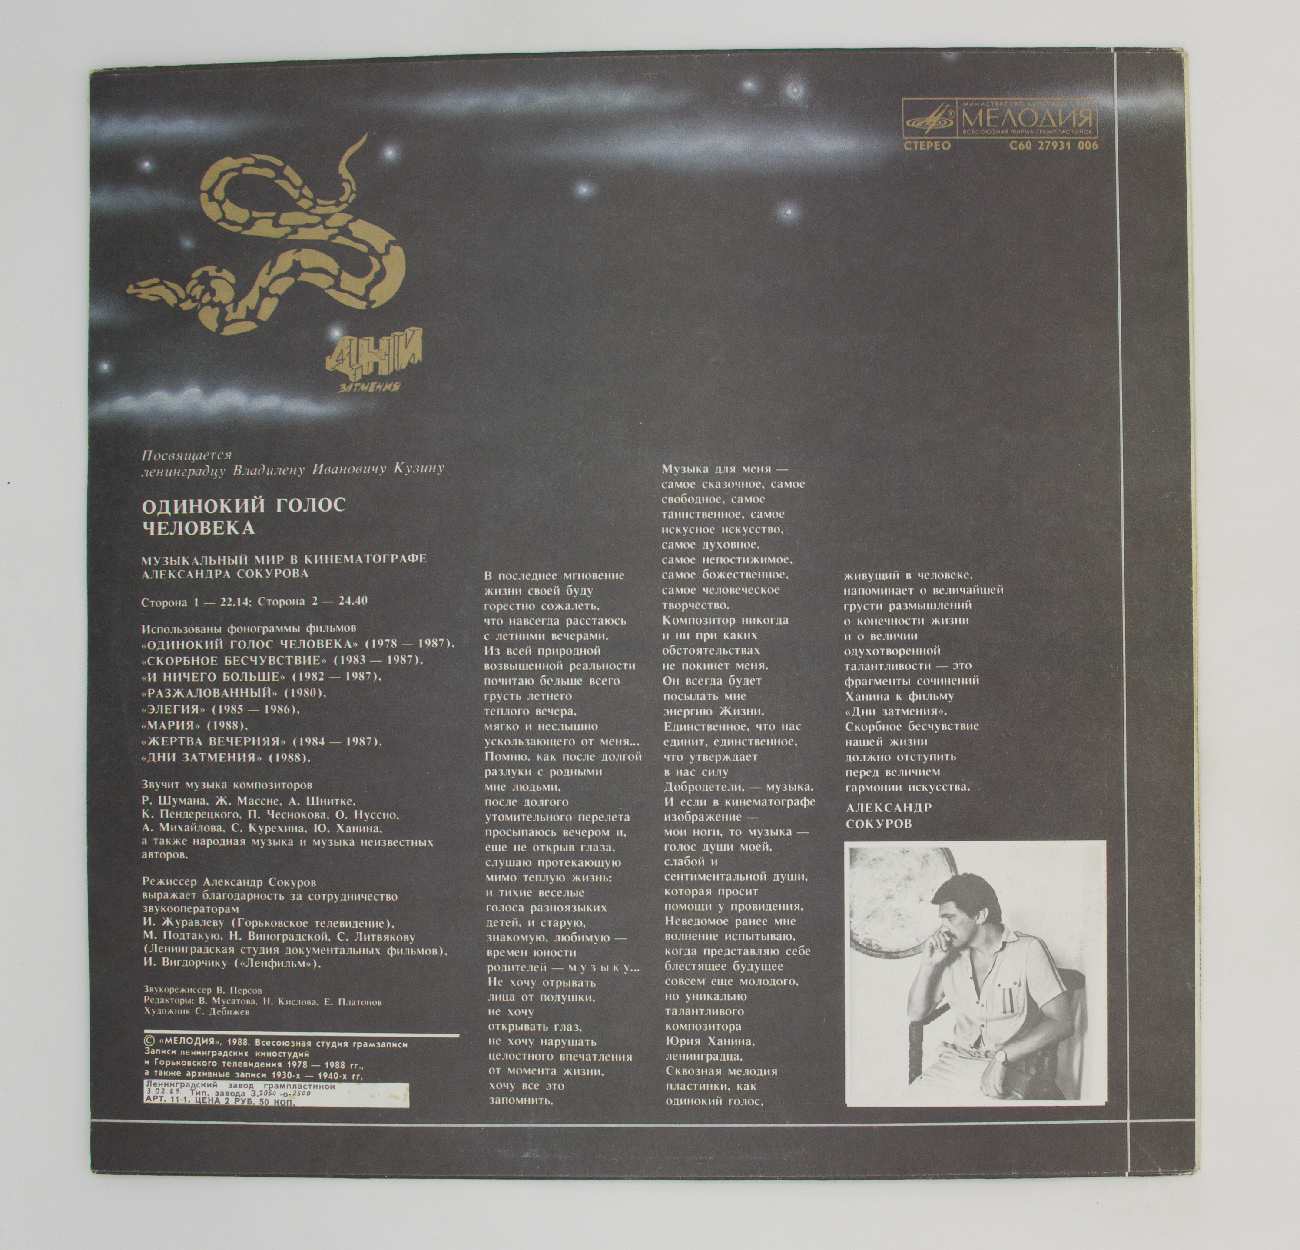 МИНИСТЕРСТВО КУЛЬТУРЫ СССР
МЕЛОДИЯ
ВСЕСОЮЗНАЯ ФИРМА ГРАМПЛАСТИНОК
СТЕРЕО С60 27931 006
ДНИ
ЗАТМЕНИЯ
Посвящается
ленинградцу Владилену Ивановичу Кузину
ОДИНОКИЙ ГОЛОС
ЧЕЛОВЕКА
МУЗЫКАЛЬНЫЙ МИР В КИНЕМАТОГРАФЕ
АЛЕКСАНДРА СОКУРОВА
Сторона 1 — 22.14; Сторона 2 — 24.40
Использованы фонограммы фильмов
«ОДИНОКИЙ ГОЛОС ЧЕЛОВЕКА» (1978 — 1987),
«СКОРБНОЕ БЕСЧУВСТВИЕ» (1983 — 1987),
«И НИЧЕГО БОЛЬШЕ» (1982 — 1987),
«РАЗЖАЛОВАННЫЙ» (1980),
«ЭЛЕГИЯ» (1985 — 1986),
«МАРИЯ» (1988),
«ЖЕРТВА ВЕЧЕРНЯЯ» (1984 — 1987),
«ДНИ ЗАТМЕНИЯ» (1988).
Звучит музыка композиторов
Р. Шумана, Ж. Массне, А. Шнитке,
К. Пендерецкого, П. Чеснокова, О. Нуссио,
А. Михайлова, С. Курехина, Ю. Ханина,
а также народная музыка и музыка неизвестных
авторов.
Режиссер Александр Сокуров
выражает благодарность за сотрудничество
звукооператорам
И. Журавлеву (Горьковское телевидение),
М. Подтакую, Н. Виноградской, С. Литвякову
(Ленинградская студия документальных фильмов),
И. Вигдорчику («Ленфильм»).
Звукорежиссер В. Персов
Редакторы: В. Мусатова, Н. Кислова, Е. Платонов
Художник С. Дебижев
© «МЕЛОДИЯ», 1988. Всесоюзная студия грамзаписи
Записи ленинградских киностудий
и Горьковского телевидения 1978 — 1988 гг.,
а также архивные записи 1930-х — 1940-х гг.
Ленинградский завод грампластинок
Тип. завода
АРТ. 11-1. ЦЕНА 2 РУБ. 50 КОП.
В последнее мгновение
жизни своей буду
горестно сожалеть,
что навсегда расстаюсь
с летними вечерами.
Из всей природной
возвышенной реальности
почитаю больше всего
грусть летнего
теплого вечера,
мягко и неслышно
ускользающего от меня...
Помню, как после долгой
разлуки с родными
мне людьми,
после долгого
утомительного перелета
просыпаюсь вечером и,
еще не открыв глаза,
слушаю протекающую
мимо теплую жизнь:
и тихие веселые
голоса разноязыких
детей, и старую,
знакомую, любимую —
времен юности
родителей — м у з ы к у...
Не хочу отрывать
лица от подушки,
не хочу
открывать глаз,
не хочу нарушать
целостного впечатления
от момента жизни,
хочу все это
запомнить.
Музыка для меня —
самое сказочное, самое
свободное, самое
таинственное, самое
искусное искусство,
самое духовное,
самое непостижимое,
самое божественное,
самое человеческое
творчество.
Композитор никогда
и ни при каких
обстоятельствах
не покинет меня.
Он всегда будет
посылать мне
энергию Жизни.
Единственное, что нас
единит, единственное,
что утверждает
в нас силу
Добродетели, — музыка.
И если в кинематографе
изображение —
мои ноги, то музыка —
голос души моей,
слабой и
сентиментальной души,
которая просит
помощи у провидения.
Неведомое ранее мне
волнение испытываю,
когда представляю себе
блестящее будущее
совсем еще молодого,
но уникально
талантливого
композитора
Юрия Ханина,
ленинградца.
Сквозная мелодия
пластинки, как
одинокий голос,
живущий в человеке,
напоминает о величайшей
грусти размышлений
о конечности жизни
и о величии
одухотворенной
талантливости — это
фрагменты сочинений
Ханина к фильму
«Дни затмения».
Скорбное бесчувствие
нашей жизни
должно отступить
перед величием
гармонии искусства.
АЛЕКСАНДР
СОКУРОВ